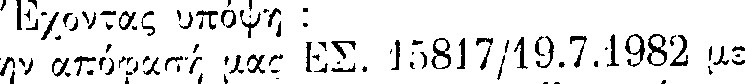 Έχοντας υπόψη :
ην απόφασή μας ΕΣ. 15817/19.7.1982 με